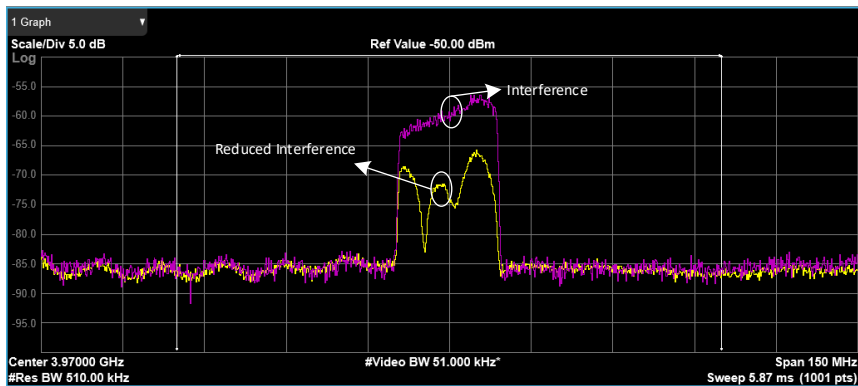 1 Graph
Scale/Div 5.0 dB Ref Value -50.00 dBm
Log
-55.0
Interference
-60.0
-65.0
Reduced Interference
-70.0
-75.0
-80.0
-85.0
-90.0
-95.0
Center 3.97000 GHz #Video BW 51.000 kHz* Span 150 MHz
#Res BW 510.00 kHz Sweep 5.87 ms (1001 pts)